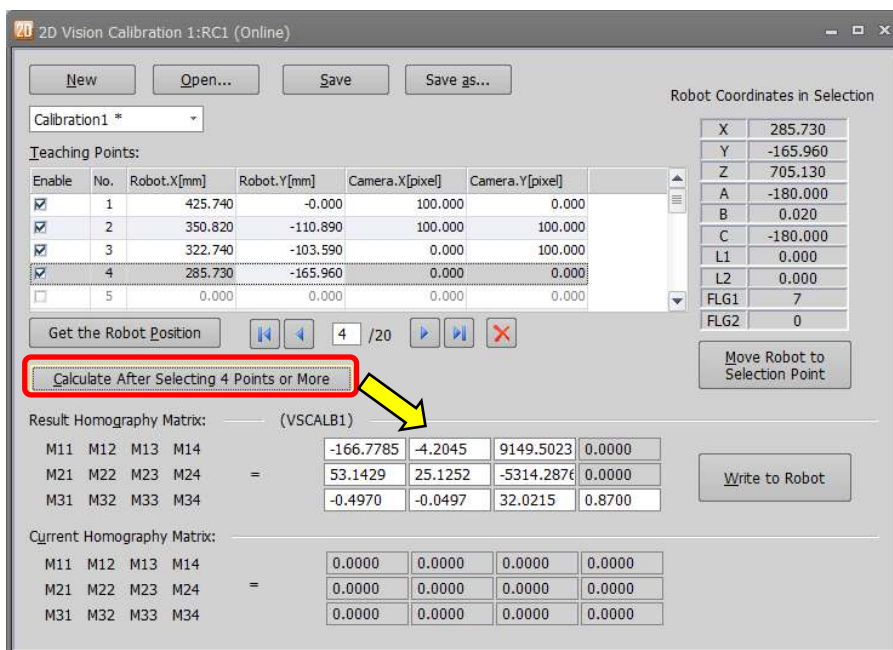 2D Vision Calibration 1:RC1 (Online)
New Open... Save Save as...
Robot Coordinates in Selection
Calibration1 *
X 285.730
Y -165.960
Z 705.130
A -180.000
B 0.020
C -180.000
L1 0.000
L2 0.000
FLG1 7
FLG2 0
Teaching Points:
Enable No. Robot.X[mm] Robot.Y[mm] Camera.X[pixel] Camera.Y[pixel]
1 425.740 -0.000 100.000 0.000
2 350.820 -110.890 100.000 100.000
3 322.740 -103.590 0.000 100.000
4 285.730 -165.960 0.000 0.000
5 0.000 0.000 0.000 0.000
Get the Robot Position 4 /20
Move Robot to
Selection Point
Calculate After Selecting 4 Points or More
Result Homography Matrix: (VSCALB1)
M11 M12 M13 M14 -166.7785 -4.2045 9149.5023 0.0000
M21 M22 M23 M24 = 53.1429 25.1252 -5314.2876 0.0000
M31 M32 M33 M34 -0.4970 -0.0497 32.0215 0.8700
Write to Robot
Current Homography Matrix:
M11 M12 M13 M14 0.0000 0.0000 0.0000 0.0000
M21 M22 M23 M24 = 0.0000 0.0000 0.0000 0.0000
M31 M32 M33 M34 0.0000 0.0000 0.0000 0.0000